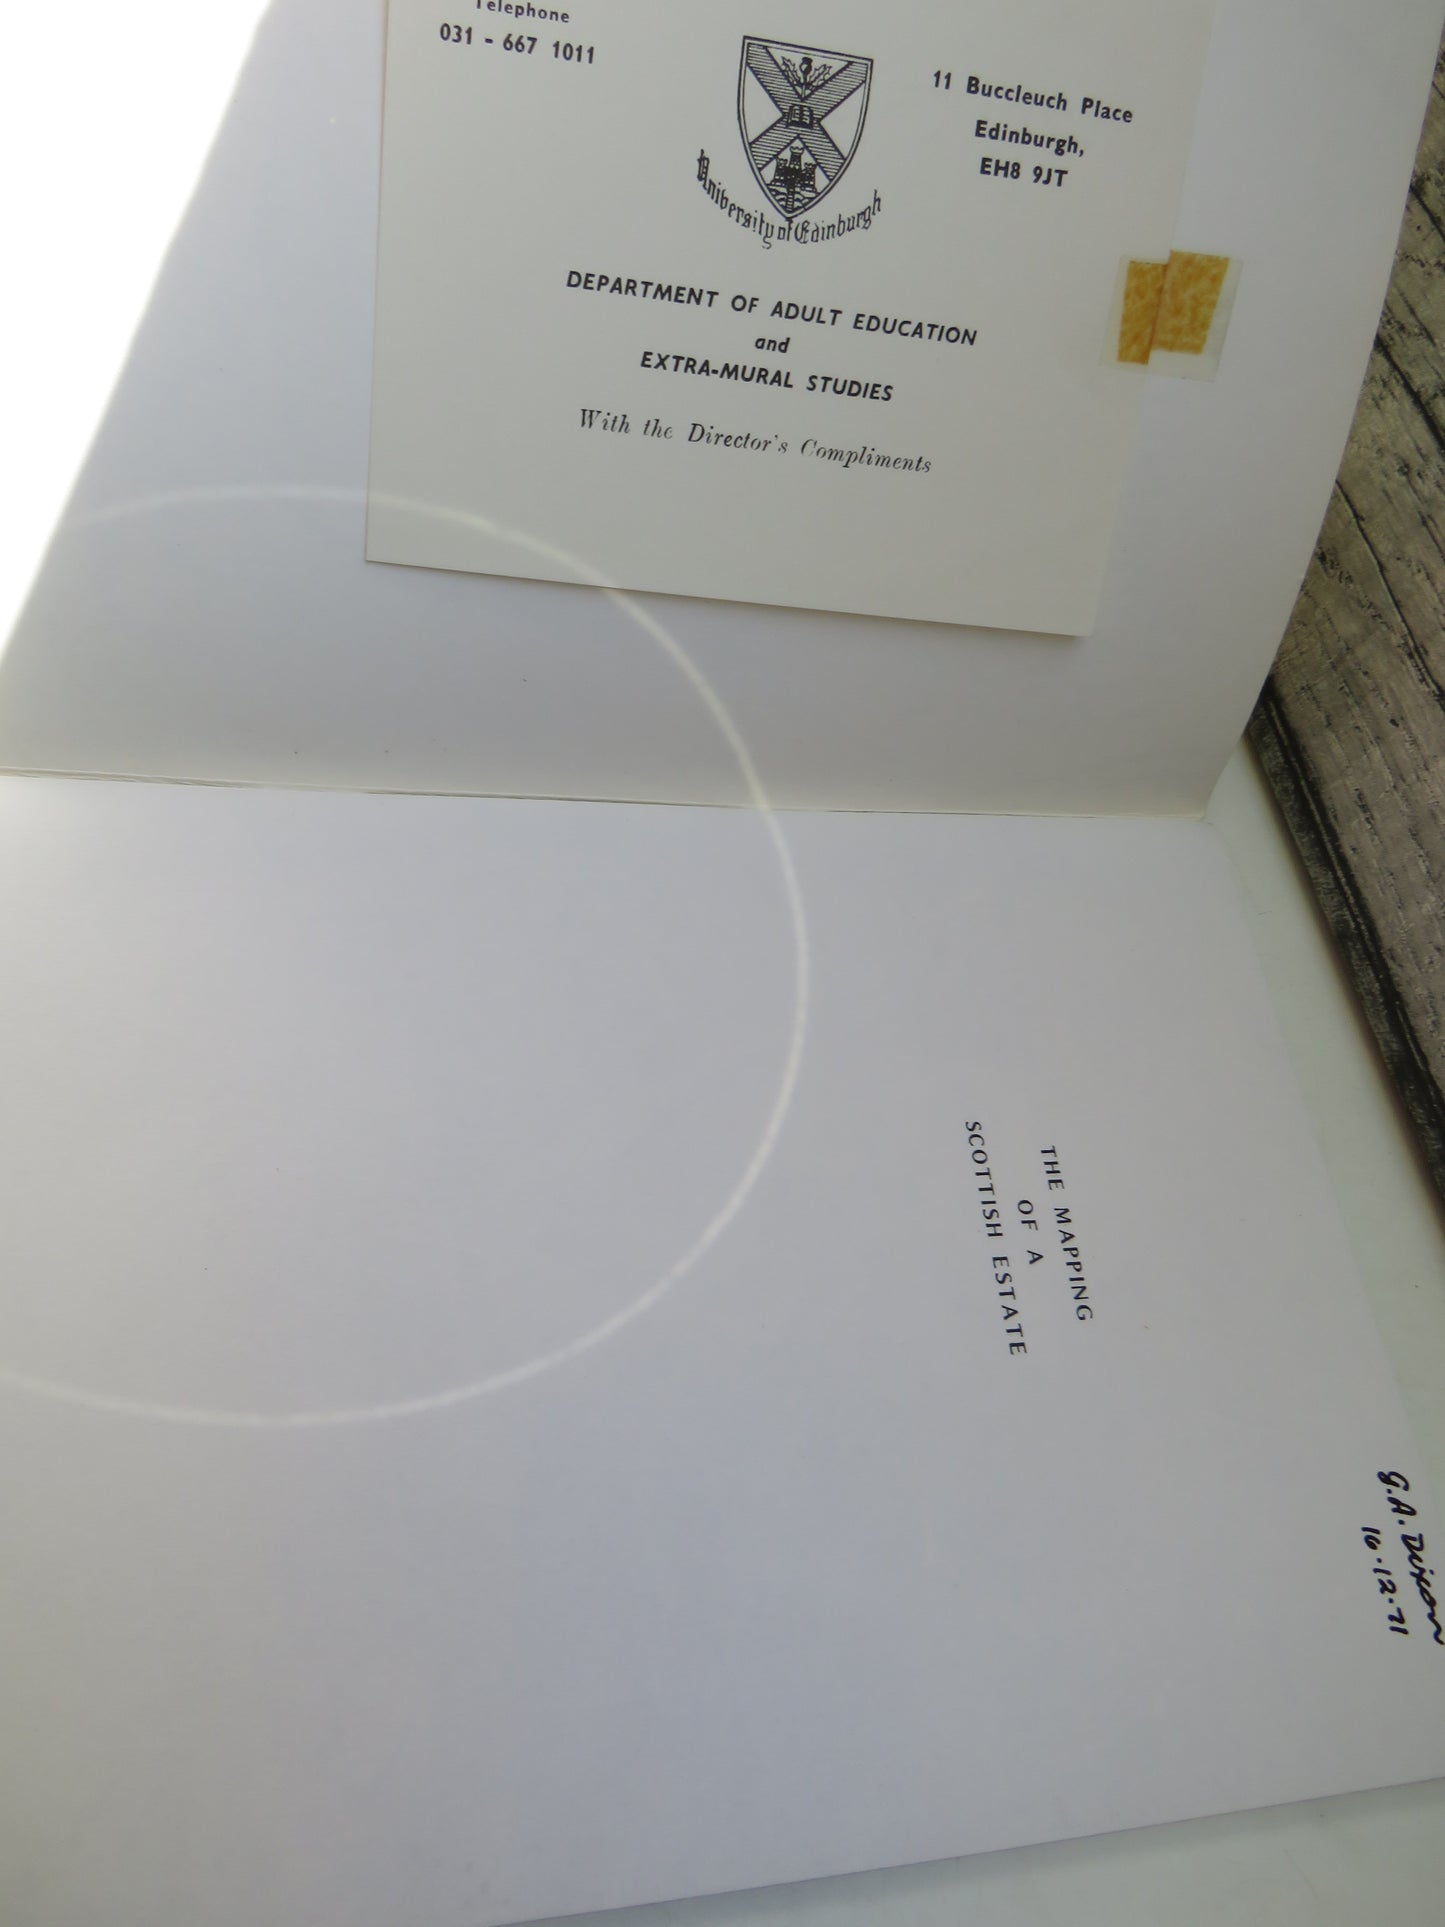 Telephone
031 - 667 1011
11 Buccleuch Place
Edinburgh,
EH8 9JT
University of Edinburgh
DEPARTMENT OF ADULT EDUCATION
and
EXTRA-MURAL STUDIES
With the Director's Compliments
THE MAPPING
OF A
SCOTTISH ESTATE
G.A. Dixon
16.12.71